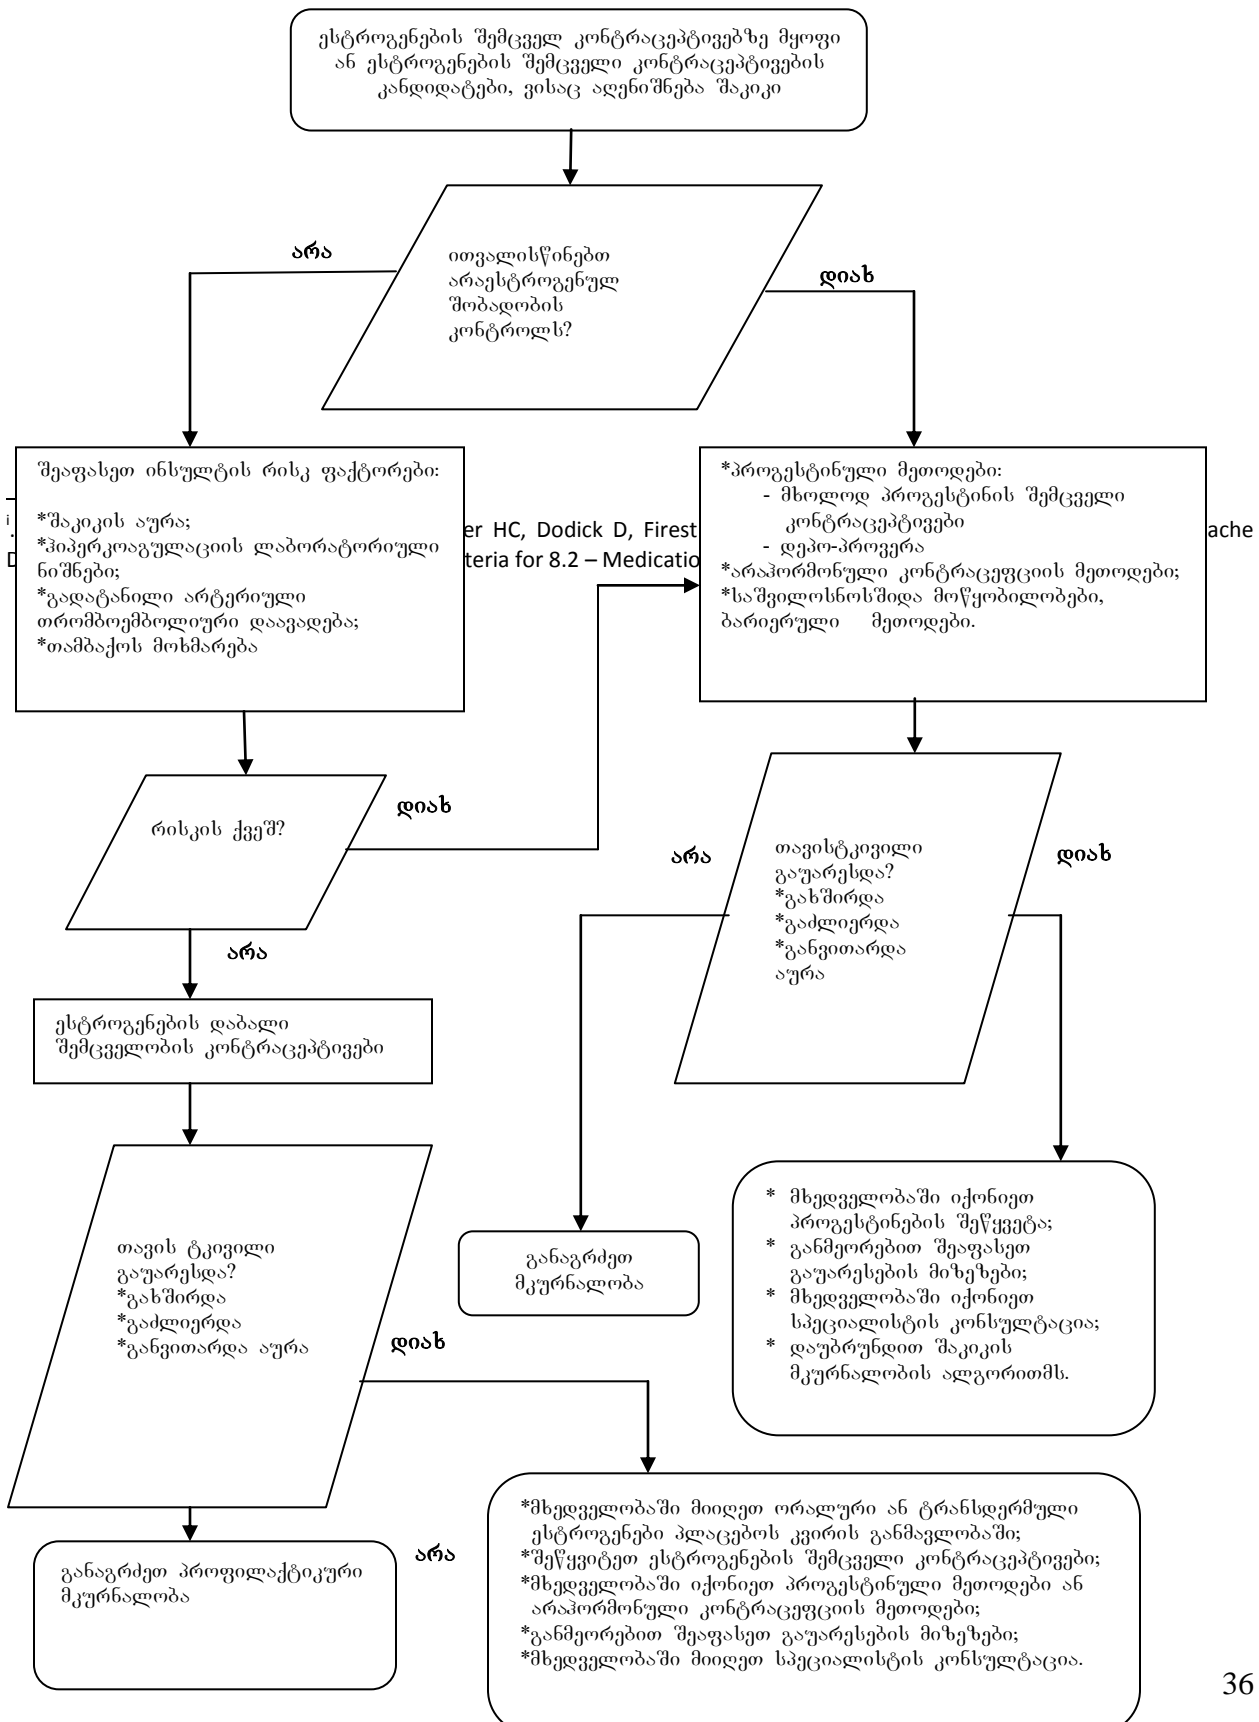 ესტროგენების შემცველ კონტრაცეპტივებზე მყოფი
ან ესტროგენების შემცველი კონტრაცეპტივების
კანდიდატები, ვისაც აღენიშნება შაკიკი
არა
ითვალისწინებთ
არაესტროგენულ
შობადობის
კონტროლს?
დიახ
შეაფასეთ ინსულტის რისკ ფაქტორები:
*შაკიკის აურა;
*ჰიპერკოაგულაციის ლაბორატორიული
ნიშნები;
*გადატანილი არტერიული
თრომბოემბოლიური დაავადება;
*თამბაქოს მოხმარება
i
er HC, Dodick D, Firest
ache
teria for 8.2 – Medicatio
*პროგესტინული მეთოდები:
- მხოლოდ პროგესტინის შემცველი
კონტრაცეპტივები
- დეპო-პროვერა
*არაჰორმონული კონტრაცეფციის მეთოდები;
*საშვილოსნოსშიდა მოწყობილობები,
ბარიერული მეთოდები.
რისკის ქვეშ?
დიახ
არა
თავისტკივილი
გაუარესდა?
*გახშირდა
*გაძლიერდა
*განვითარდა
აურა
არა
დიახ
ესტროგენების დაბალი
შემცველობის კონტრაცეპტივები
თავის ტკივილი
გაუარესდა?
*გახშირდა
*გაძლიერდა
*განვითარდა აურა
დიახ
განაგრძეთ
მკურნალობა
* მხედველობაში იქონიეთ
პროგესტინების შეწყვეტა;
* განმეორებით შეაფასეთ
გაუარესების მიზეზები;
* მხედველობაში იქონიეთ
სპეციალისტის კონსულტაცია;
* დაუბრუნდით შაკიკის
მკურნალობის ალგორითმს.
განაგრძეთ პროფილაქტიკური
მკურნალობა
არა
*მხედველობაში მიიღეთ ორალური ან ტრანსდერმული
ესტროგენები პლაცებოს კვირის განმავლობაში;
*შეწყვიტეთ ესტროგენების შემცველი კონტრაცეპტივები;
*მხედველობაში იქონიეთ პროგესტინული მეთოდები ან
არაჰორმონული კონტრაცეფციის მეთოდები;
*განმეორებით შეაფასეთ გაუარესების მიზეზები;
*მხედველობაში მიიღეთ სპეციალისტის კონსულტაცია.
36